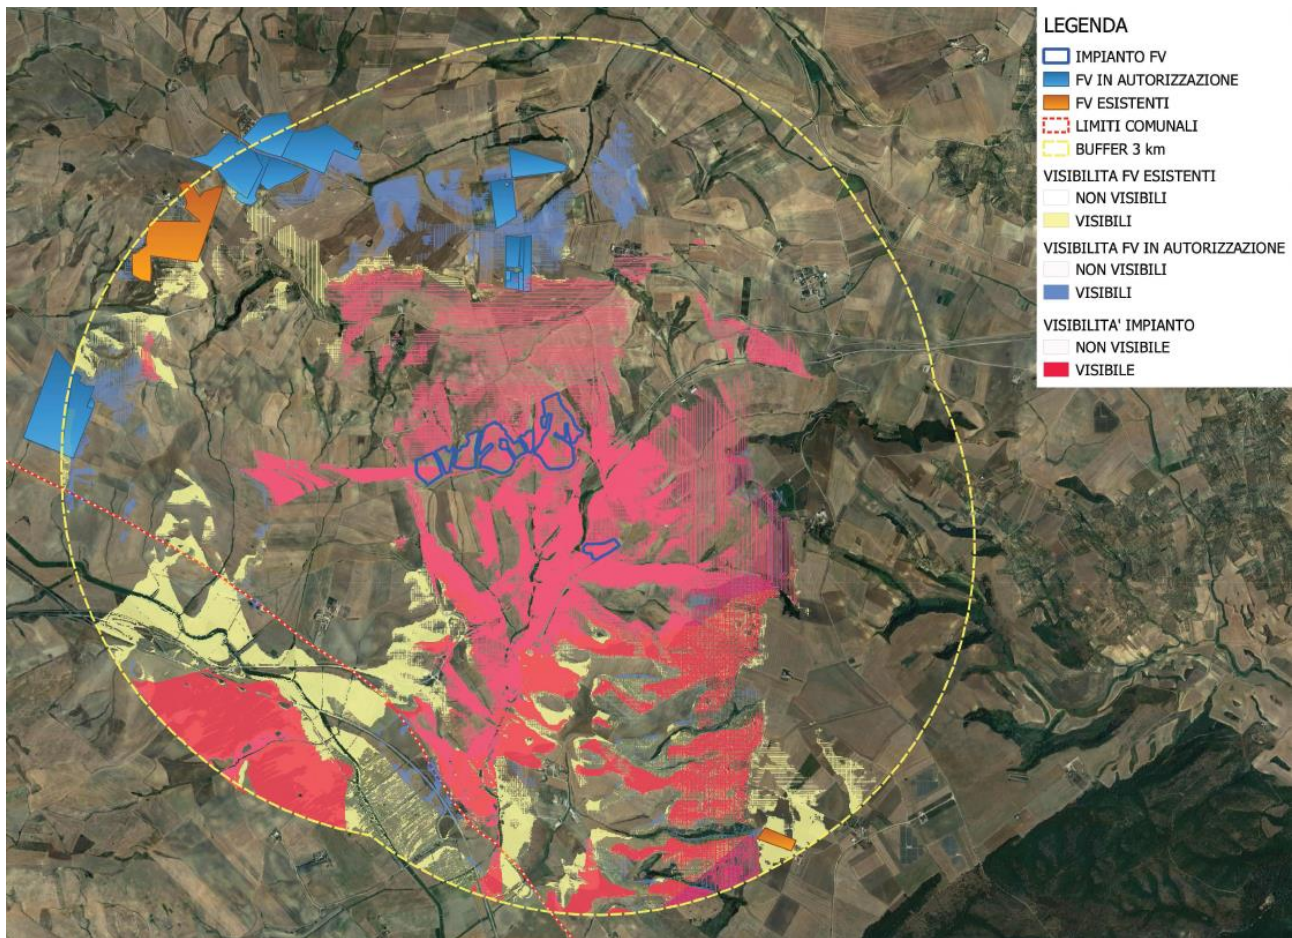 LEGENDA
IMPIANTO FV
FV IN AUTORIZZAZIONE
FV ESISTENTI
LIMITI COMUNALI
BUFFER 3 km
VISIBILITA FV ESISTENTI
NON VISIBILI
VISIBILI
VISIBILITA FV IN AUTORIZZAZIONE
NON VISIBILI
VISIBILI
VISIBILITA' IMPIANTO
NON VISIBILE
VISIBILE